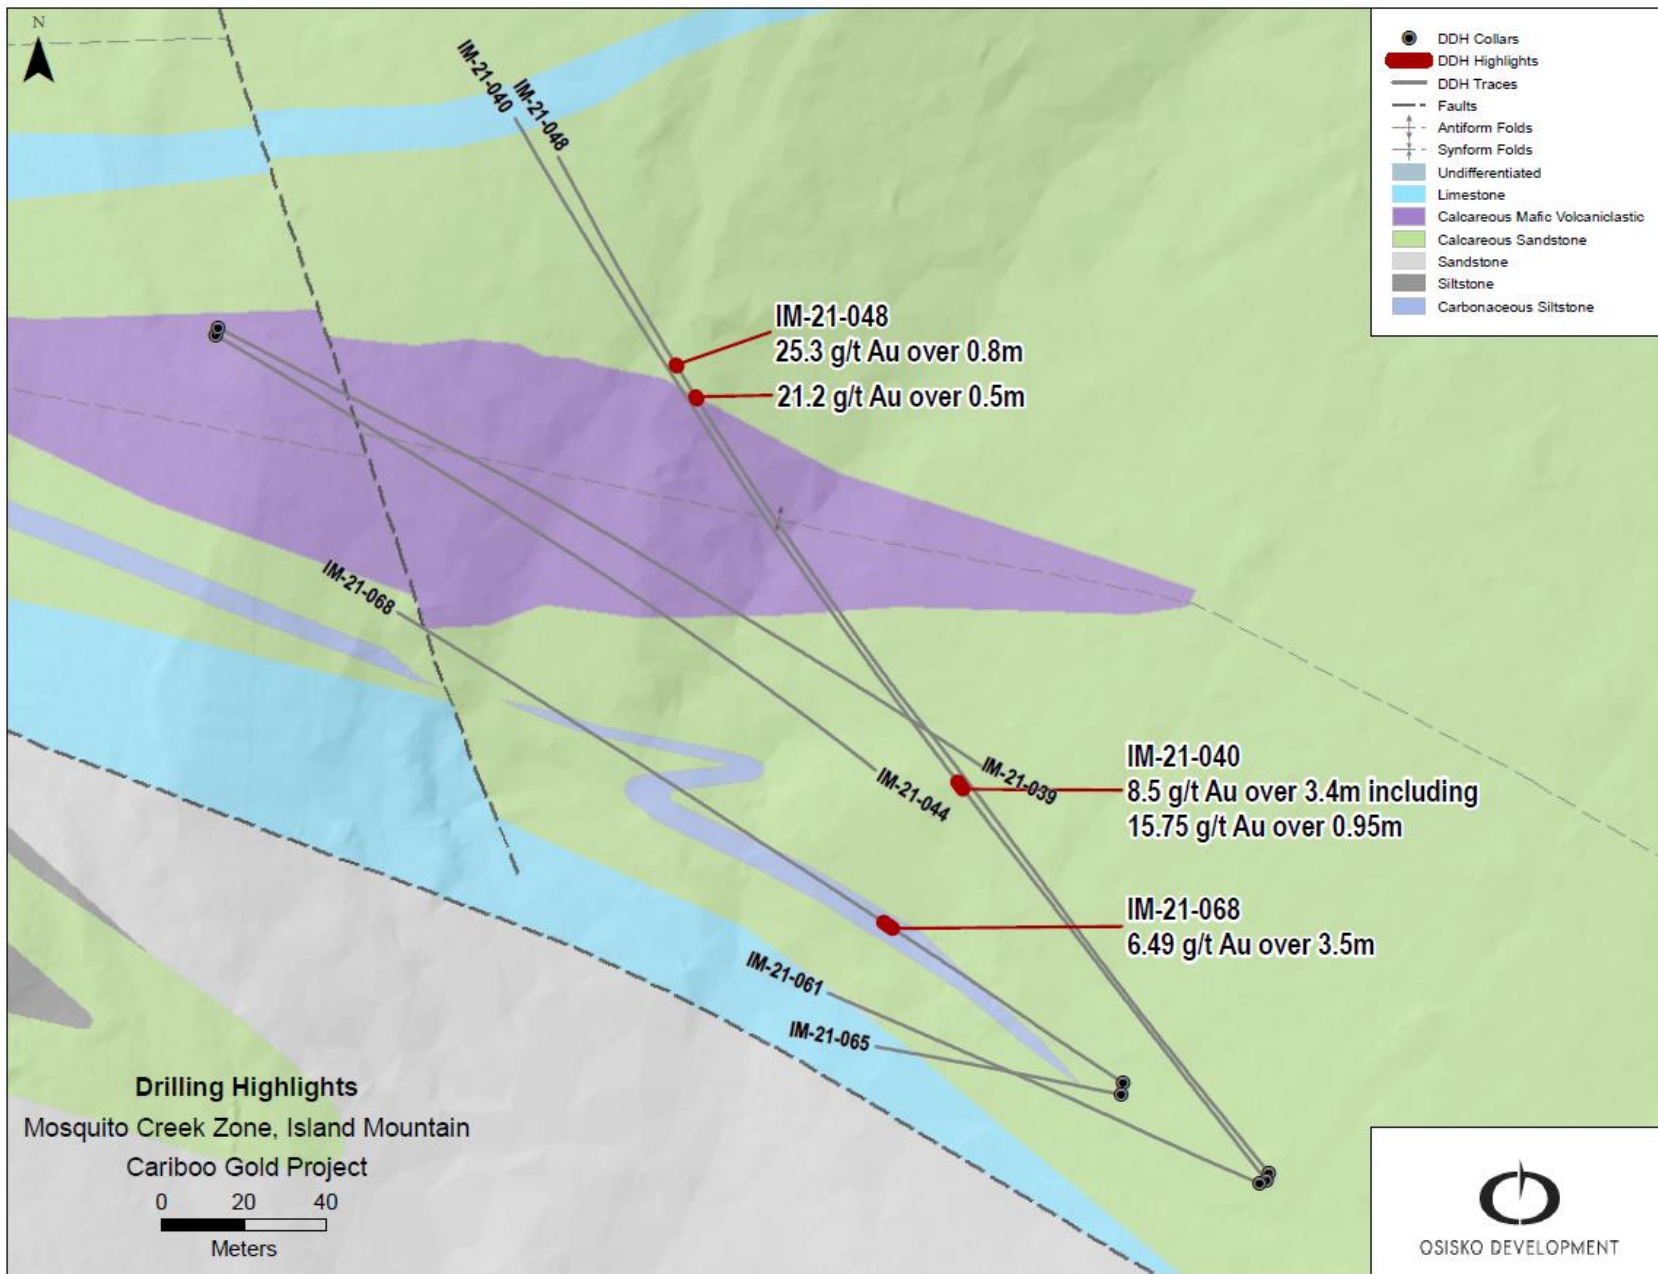 N
DDH Collars
DDH Highlights
DDH Traces
Faults
Antiform Folds
Synform Folds
Undifferentiated
Limestone
Calcareous Mafic Volcaniclastic
Calcareous Sandstone
Sandstone
Siltstone
Carbonaceous Siltstone
IM-21-040
IM-21-048
IM-21-048
25.3 g/t Au over 0.8m
21.2 g/t Au over 0.5m
IM-21-068
IM-21-039
IM-21-044
IM-21-040
8.5 g/t Au over 3.4m including
15.75 g/t Au over 0.95m
IM-21-068
6.49 g/t Au over 3.5m
IM-21-061
IM-21-065
Drilling Highlights
Mosquito Creek Zone, Island Mountain
Cariboo Gold Project
0 20 40
Meters
OSISKO DEVELOPMENT